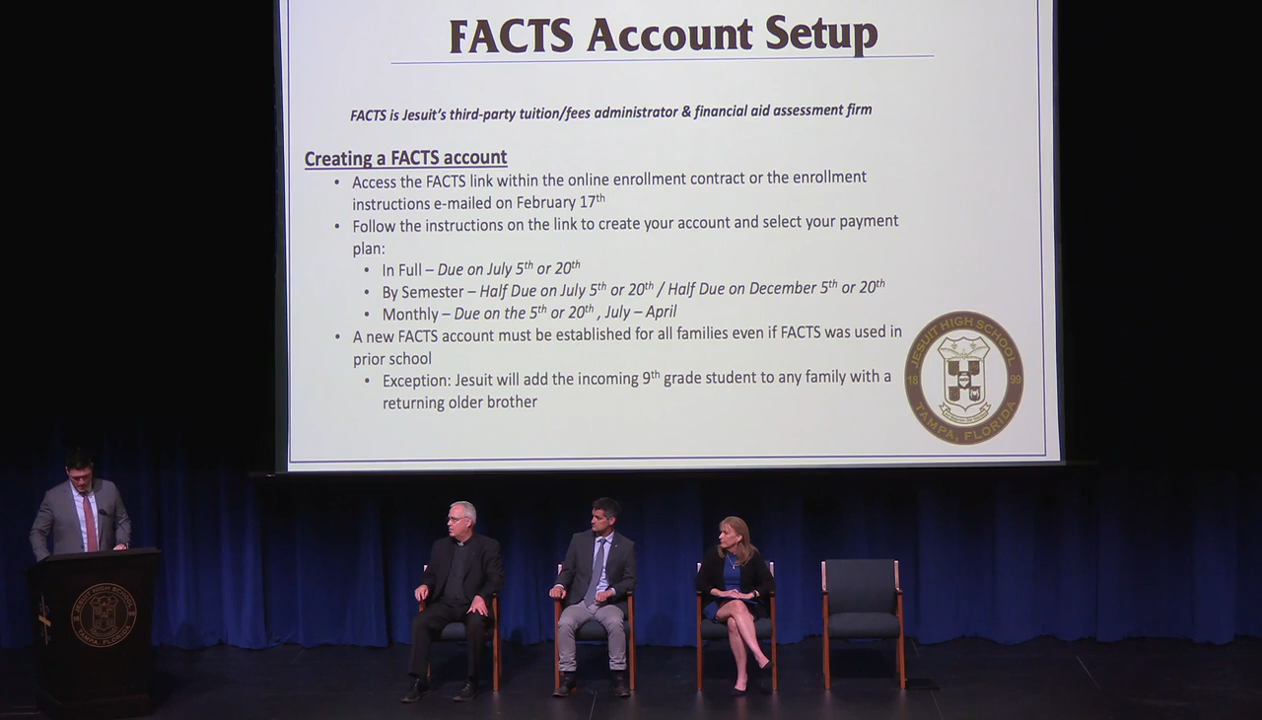 FACTS Account Setup
FACTS is Jesuit's third-party tuition/fees administrator & financial aid assessment firm
Creating a FACTS account
• Access the FACTS link within the online enrollment contract or the enrollment
instructions e-mailed on February 17th
• Follow the instructions on the link to create your account and select your payment
plan:
• In Full – Due on July 5th or 20th
• By Semester – Half Due on July 5th or 20th / Half Due on December 5th or 20th
• Monthly – Due on the 5th or 20th , July – April
• A new FACTS account must be established for all families even if FACTS was used in
prior school
• Exception: Jesuit will add the incoming 9th grade student to any family with a
returning older brother
JESUIT HIGH SCHOOL
18 99
TAMPA, FLORIDA
JESUIT HIGH SCHOOL
TAMPA, FLORIDA